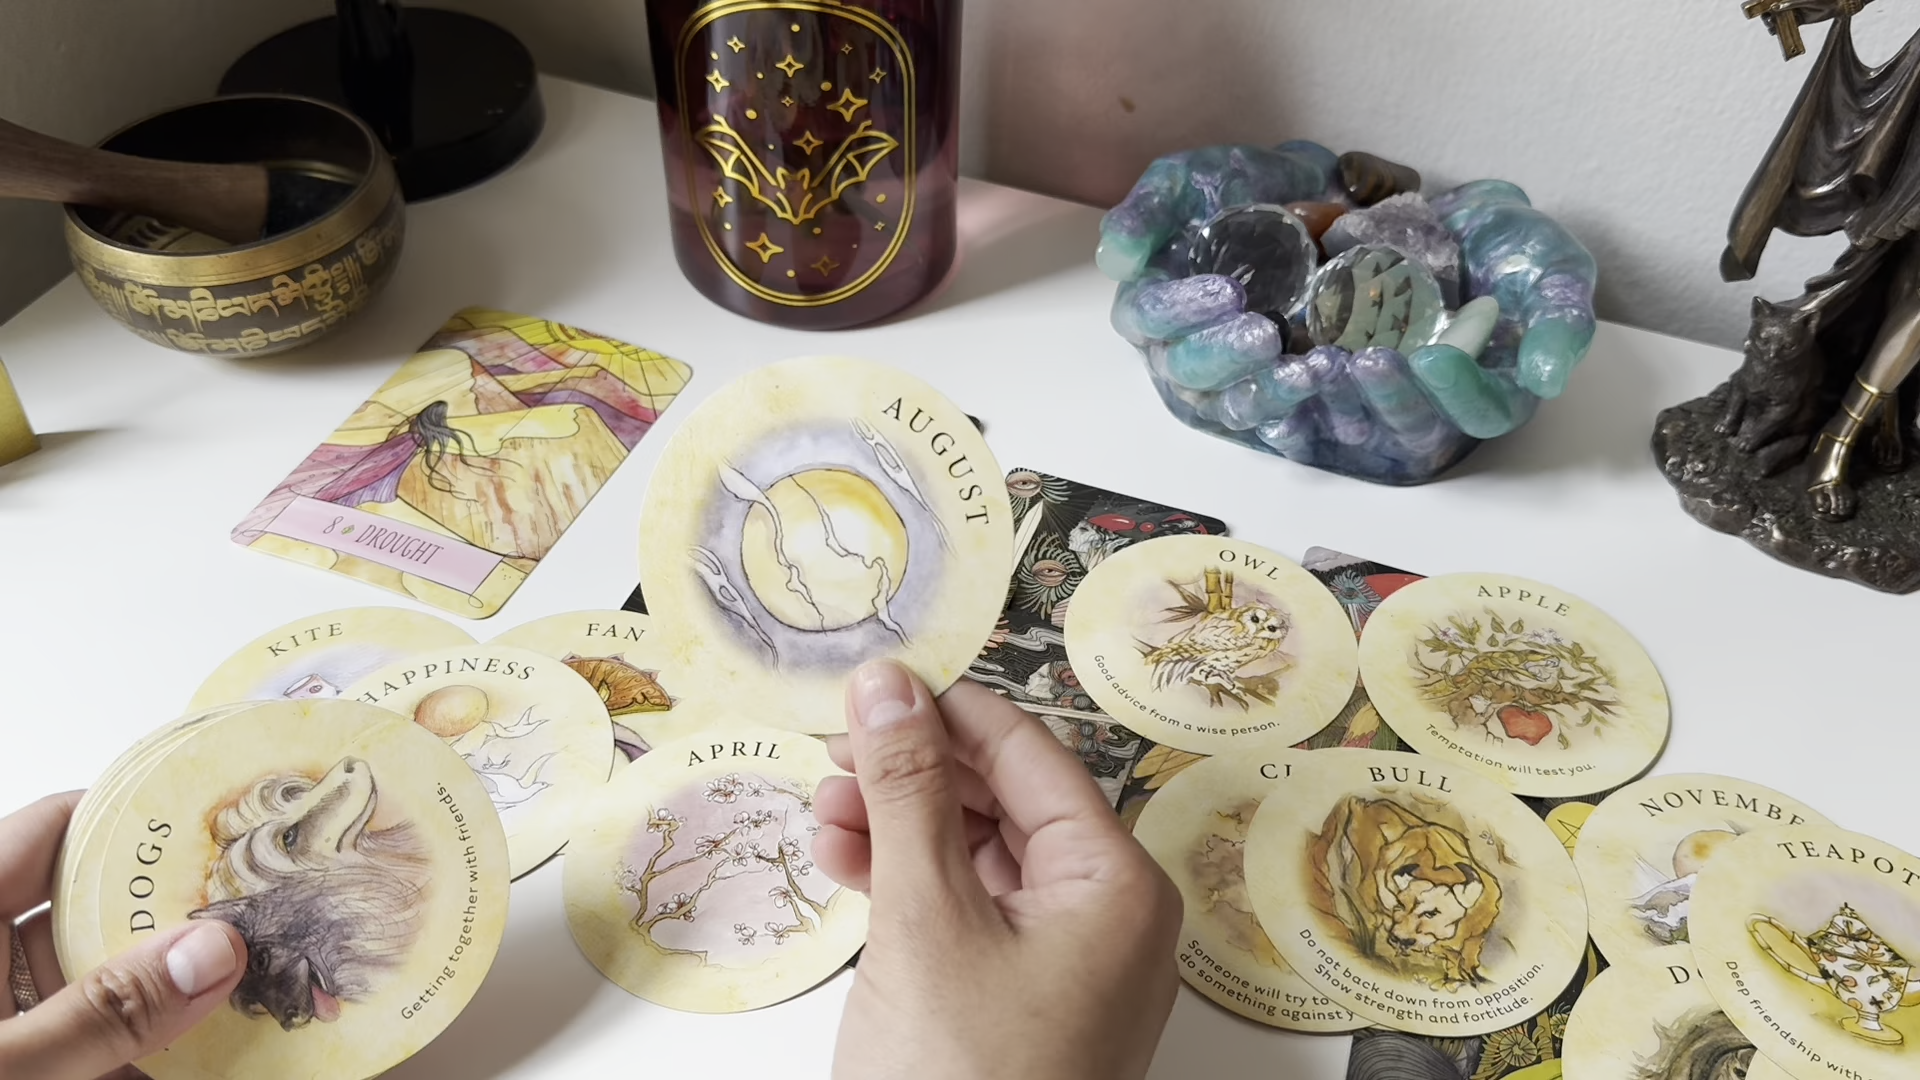 AUGUST
8 DROUGHT
KITE
FAN
HAPPINESS
APRIL
DOGS
Getting together with friends.
OWL
Good advice from a wise person.
APPLE
Temptation will test you.
Someone will try to
do something against
BULL
Do not back down from opposition.
Show strength and fortitude.
NOVEMBE
TEAPOT
Deep friendship with